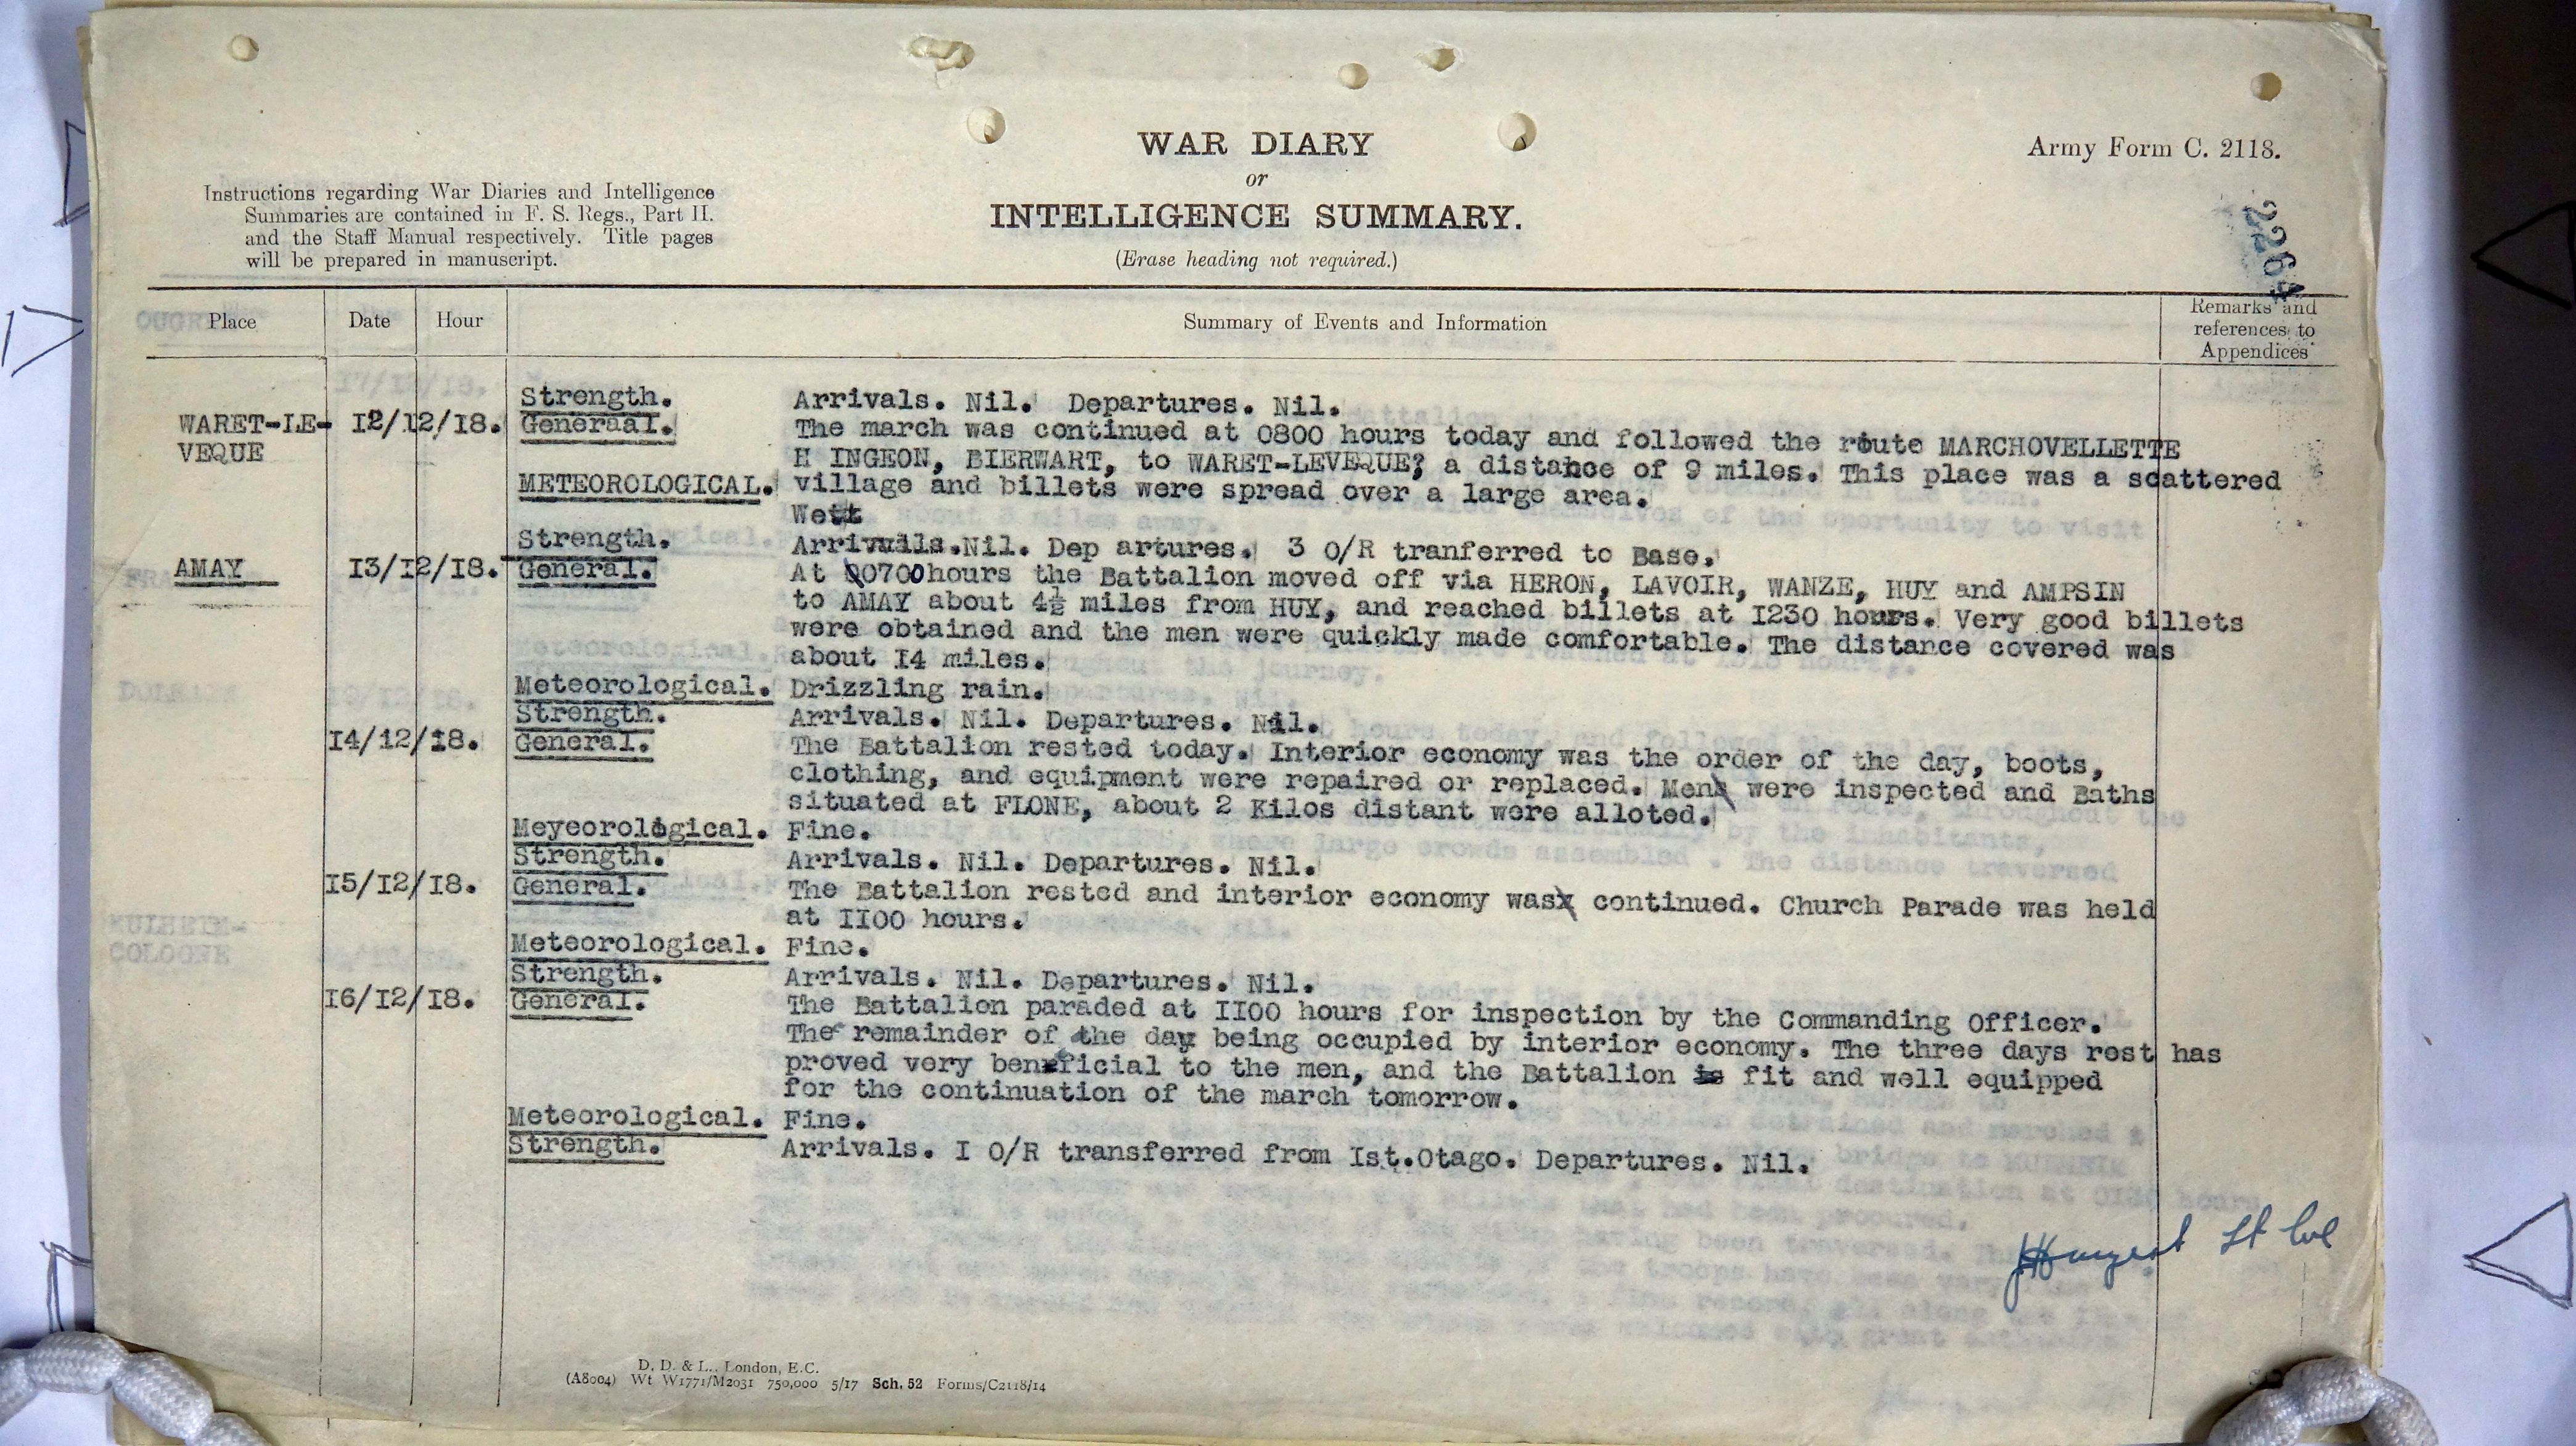 WAR DIARY
or
INTELLIGENCE SUMMARY.
(Erase heading not required.)
Army Form C. 2118.
Instructions regarding War Diaries and Intelligence
Summaries are contained in F. S. Regs., Part II.
and the Staff Manual respectively. Title pages
will be prepared in manuscript.
2264
Place Date Hour Summary of Events and Information Remarks and references to Appendices
Strength. Arrivals. Nil. Departures. Nil.
WARET-LE- 12/12/18. Generaal. The march was continued at 0800 hours today and followed the route MARCHOVELLETTE
VEQUE H INGEON, BIERWART, to WARET-LEVEQUE? a distance of 9 miles. This place was a scattered
METEOROLOGICAL. village and billets were spread over a large area.
Wett
Strength. Arrivals.Nil. Dep artures. 3 O/R tranferred to Base.
AMAY I3/I2/I8. General. At 0700hours the Battalion moved off via HERON, LAVOIR, WANZE, HUY and AMPSIN
to AMAY about 4½ miles from HUY, and reached billets at I230 hours. Very good billets
were obtained and the men were quickly made comfortable. The distance covered was
about I4 miles.
Meteorological. Drizzling rain.
Strength. Arrivals. Nil. Departures. Nil.
I4/12/I8. General. The Battalion rested today. Interior economy was the order of the day, boots,
clothing, and equipment were repaired or replaced. Men were inspected and Baths
situated at FLONE, about 2 Kilos distant were alloted.
Meyeorological. Fine.
Strength. Arrivals. Nil. Departures. Nil.
I5/I2/I8. General. The Battalion rested and interior economy was continued. Church Parade was held
at II00 hours.
Meteorological. Fine.
Strength. Arrivals. Nil. Departures. Nil.
I6/I2/I8. General. The Battalion paraded at II00 hours for inspection by the Commanding Officer.
The remainder of the day being occupied by interior economy. The three days rest has
proved very beneficial to the men, and the Battalion is fit and well equipped
for the continuation of the march tomorrow.
Meteorological. Fine.
Strength. Arrivals. I O/R transferred from Ist.Otago. Departures. Nil.
JHargest Lt Col
D. D. & L., London, E.C.
(A8004) Wt W1771/M2031 750,000 5/17 Sch. 52 Forms/C2118/14